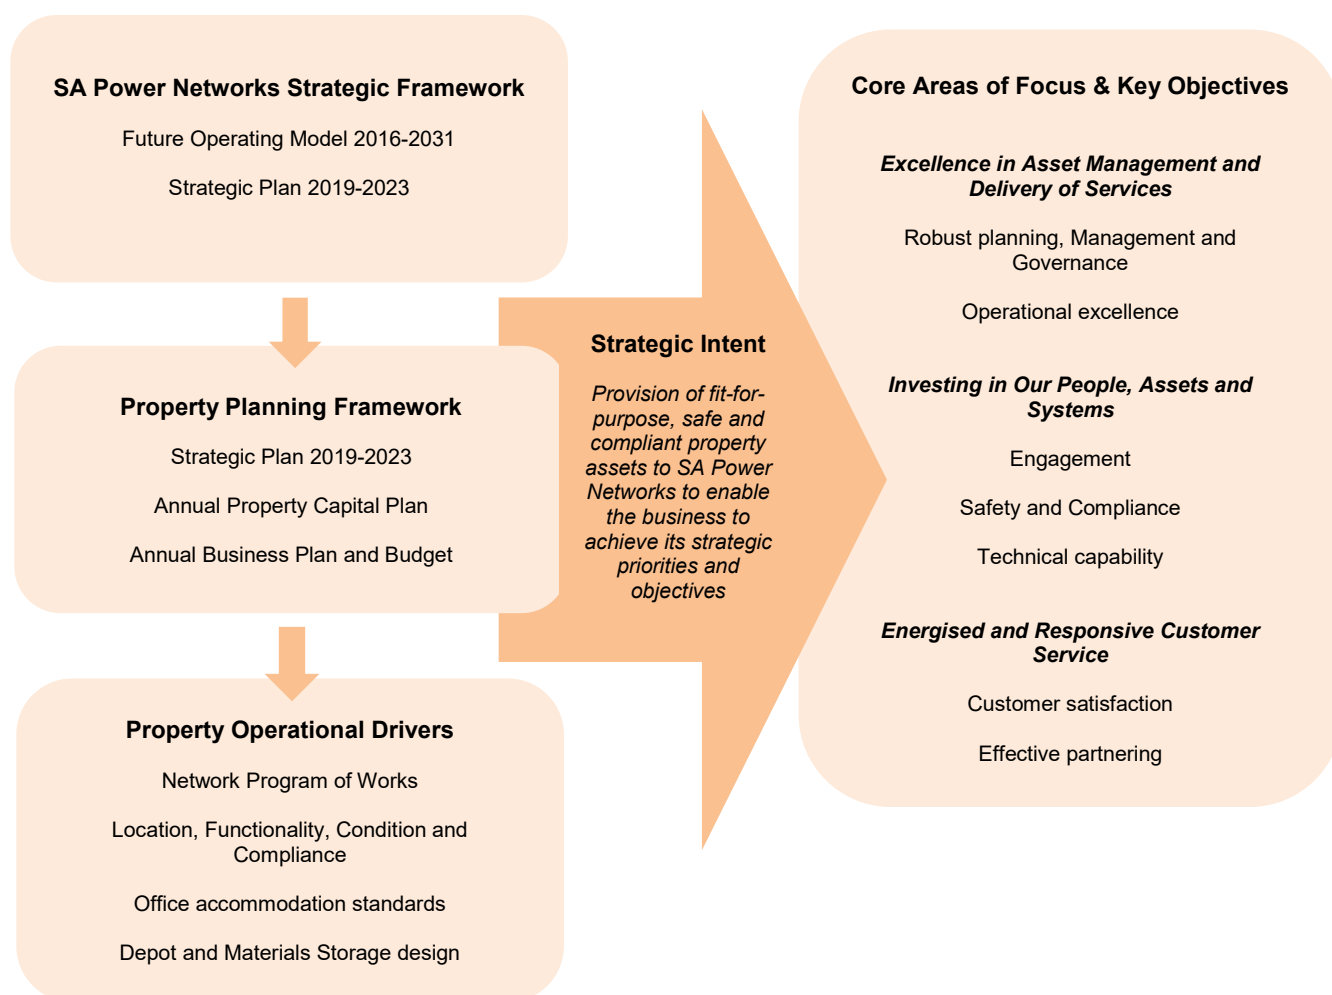 SA Power Networks Strategic Framework
Future Operating Model 2016-2031
Strategic Plan 2019-2023
Property Planning Framework
Strategic Plan 2019-2023
Annual Property Capital Plan
Annual Business Plan and Budget
Property Operational Drivers
Network Program of Works
Location, Functionality, Condition and
Compliance
Office accommodation standards
Depot and Materials Storage design
Strategic Intent
Provision of fit-for-
purpose, safe and
compliant property
assets to SA Power
Networks to enable
the business to
achieve its strategic
priorities and
objectives
Core Areas of Focus & Key Objectives
Excellence in Asset Management and
Delivery of Services
Robust planning, Management and
Governance
Operational excellence
Investing in Our People, Assets and
Systems
Engagement
Safety and Compliance
Technical capability
Energised and Responsive Customer
Service
Customer satisfaction
Effective partnering